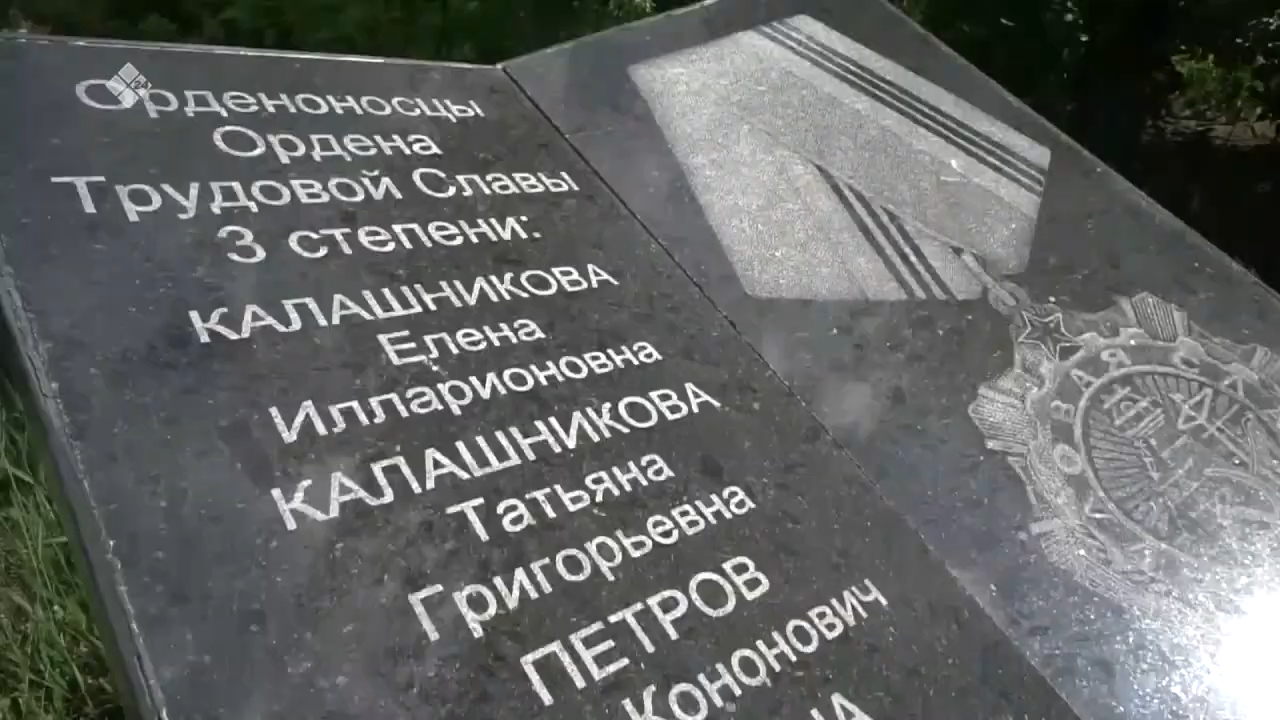 Орденоносцы
Ордена
Трудовой Славы
3 степени:
КАЛАШНИКОВА
Елена
Илларионовна
КАЛАШНИКОВА
Татьяна
Григорьевна
ПЕТРОВ
Кононович